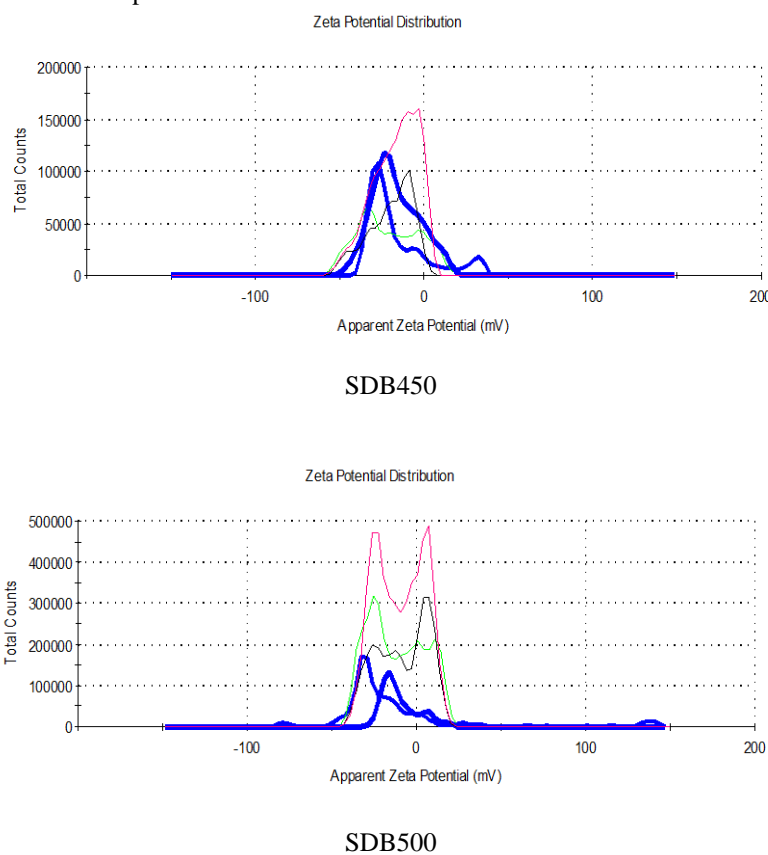 Zeta Potential Distribution
200000
150000
100000
50000
0
Total Counts
-100 0 100 200
Apparent Zeta Potential (mV)
SDB450
Zeta Potential Distribution
500000
400000
300000
200000
100000
0
Total Counts
-100 0 100 200
Apparent Zeta Potential (mV)
SDB500